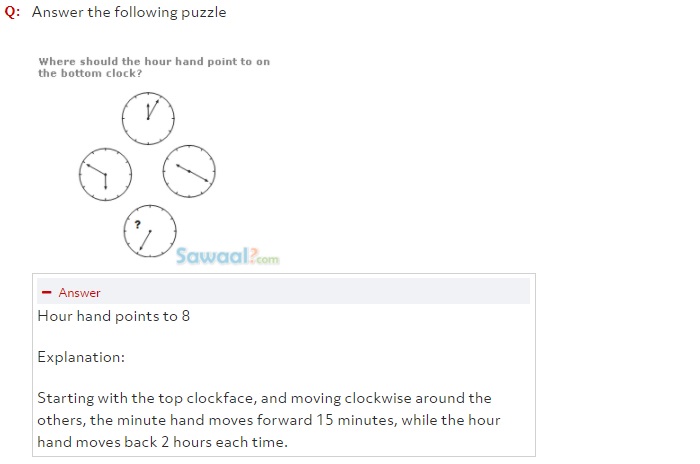 Q: Answer the following puzzle
Where should the hour hand point to on
the bottom clock?
?
Sawaal?com
− Answer
Hour hand points to 8
Explanation:
Starting with the top clockface, and moving clockwise around the
others, the minute hand moves forward 15 minutes, while the hour
hand moves back 2 hours each time.